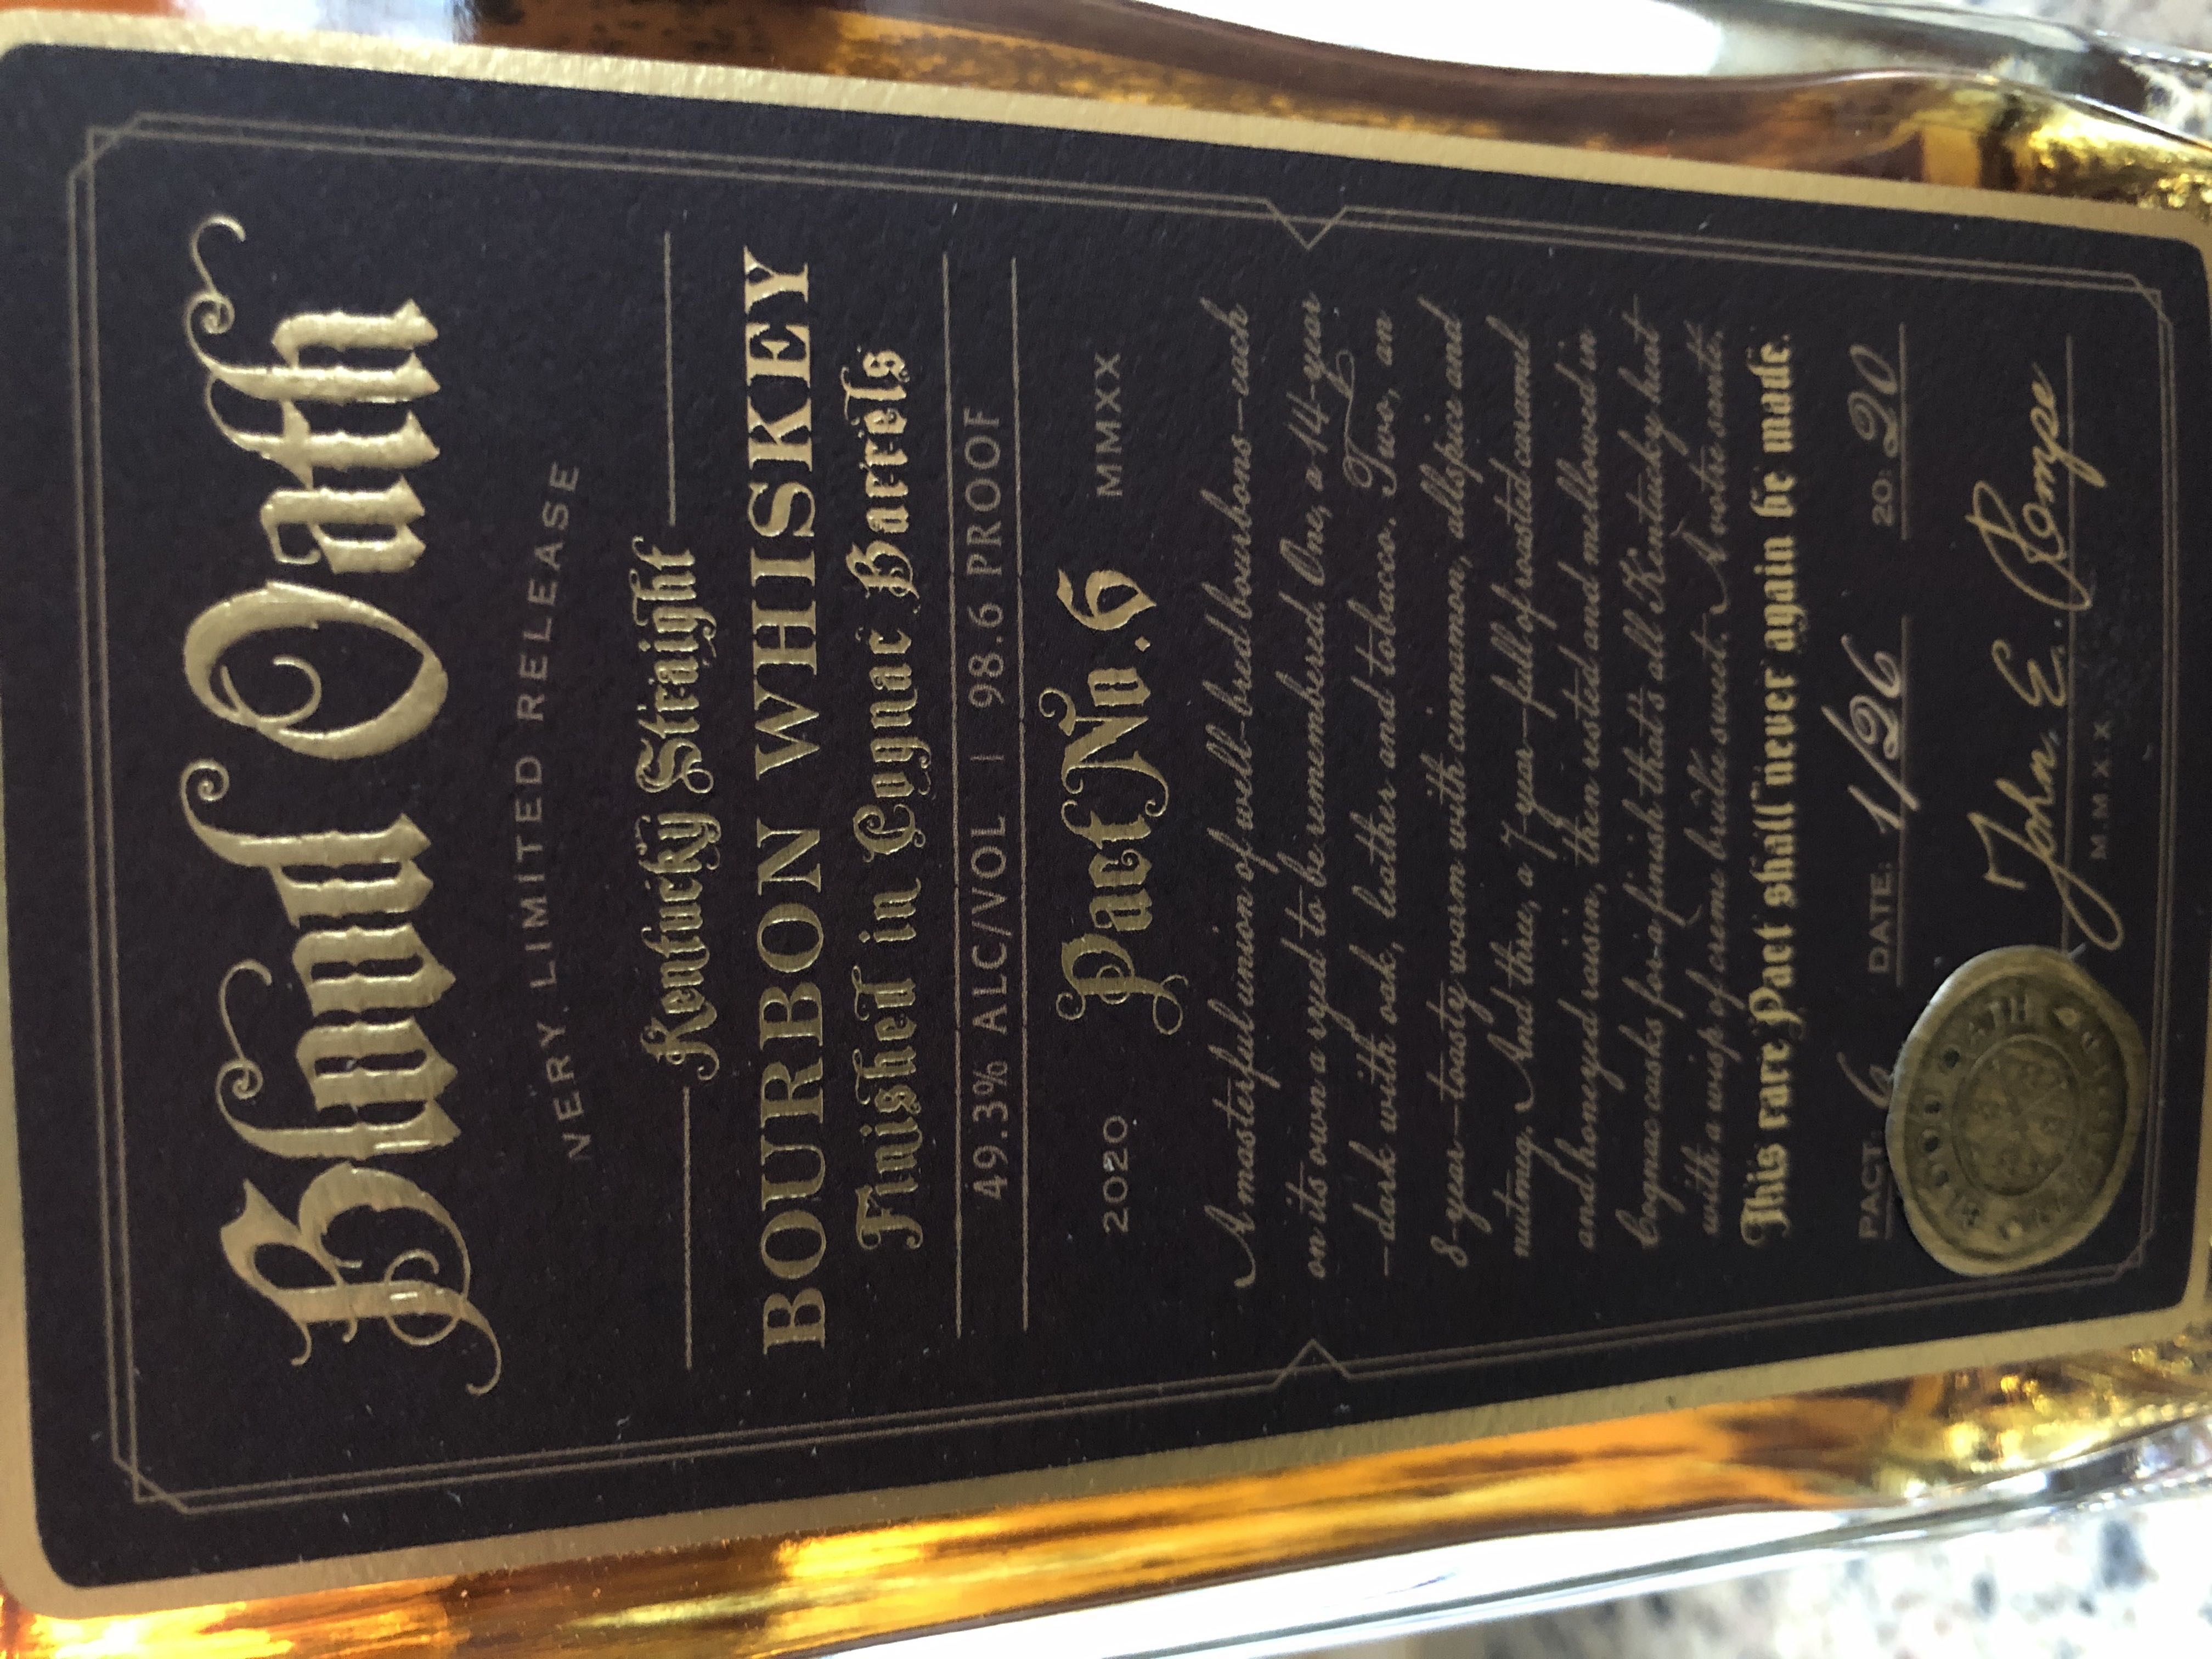 Blood Oath
VERY LIMITED RELEASE
Kentucky Straight
BOURBON WHISKEY
Finished in Cognac Barrels
49.3% ALC/VOL | 98.6 PROOF
2020 Pact No. 6 MMXX
A masterful union of well-bred bourbons—each
on its own a ryed to be remembered. One, a 14-year
—dark with oak, leather and tobacco. Two, an
8-year—toasty warm with cinnamon, allspice and
nutmeg. And three, a 7-year—full of roasted caramel
and honeyed raisin, then rested and mellowed in
Cognac casks for a finish that's all Kentucky heat
with a wisp of creme brulée sweet. A votre santé.
This rare Pact shall never again be made.
PACT: 6 DATE: 1/26 20: 20
John E. Rempe
M.M.X.X.
BLOOD OATH